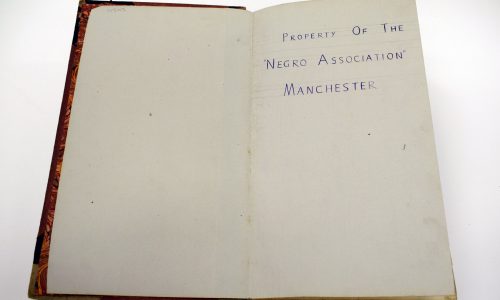 PROPERTY OF THE
"NEGRO ASSOCIATION"
MANCHESTER